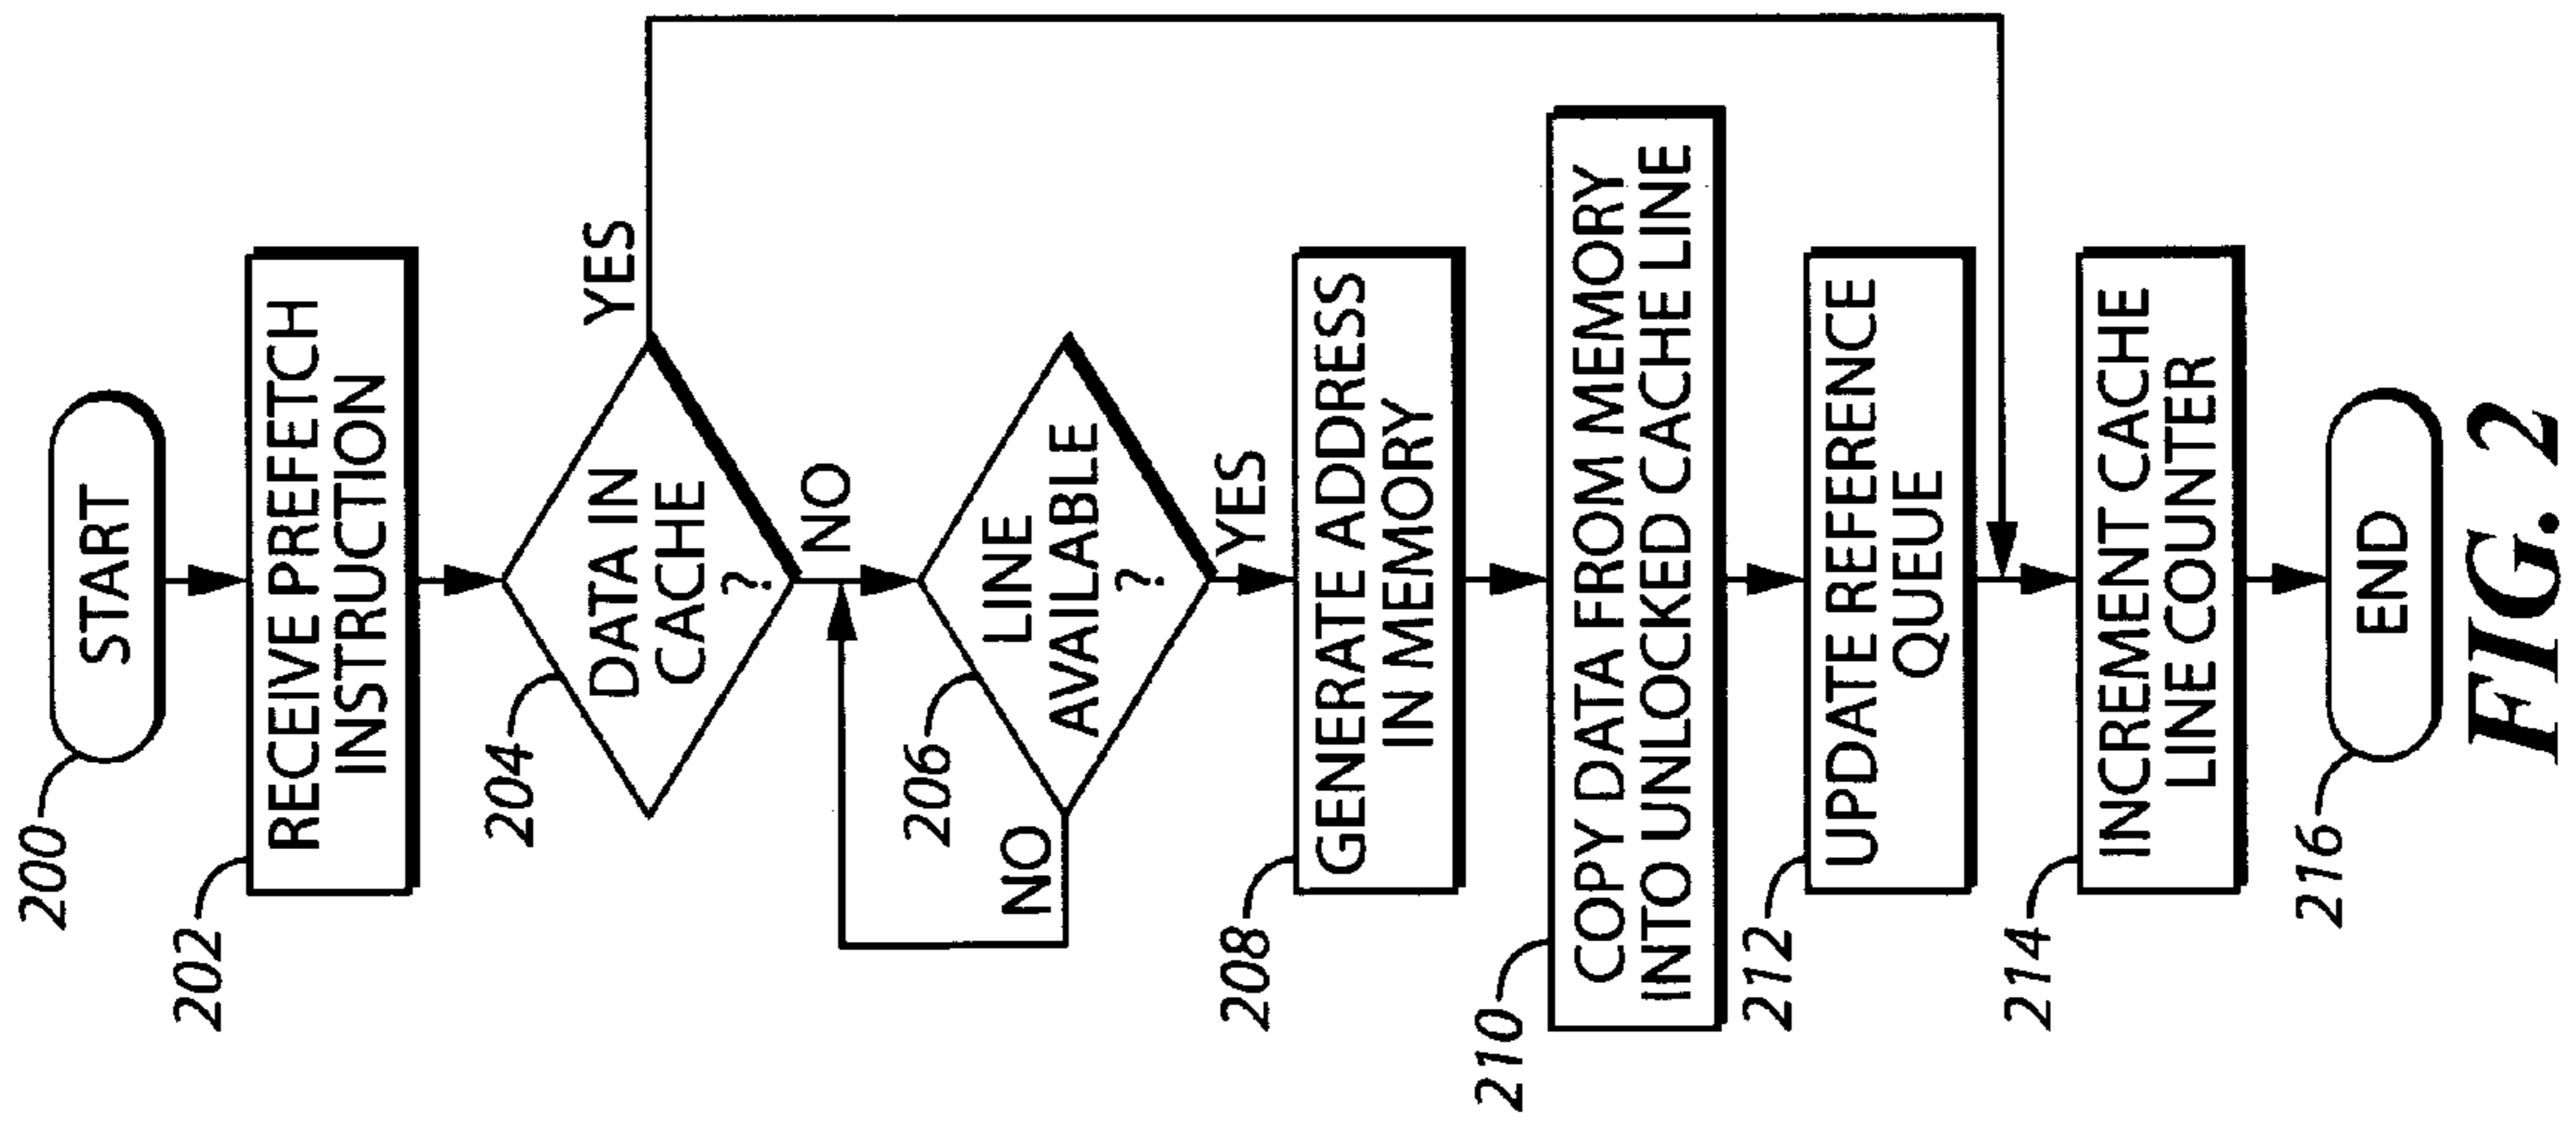 200
START
202
RECEIVE PREFETCH
INSTRUCTION
204
DATA IN
CACHE
?
YES
NO
206
LINE
AVAILABLE
?
NO
YES
208
GENERATE ADDRESS
IN MEMORY
210
COPY DATA FROM MEMORY
INTO UNLOCKED CACHE LINE
212
UPDATE REFERENCE
QUEUE
214
INCREMENT CACHE
LINE COUNTER
216
END
FIG. 2